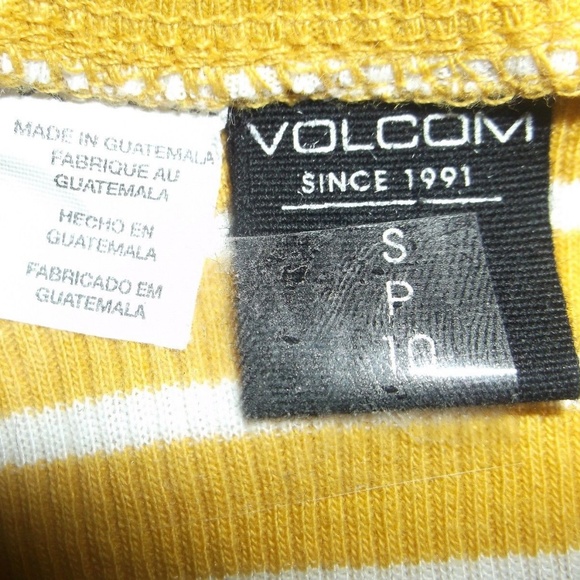 MADE IN GUATEMALA
FABRIQUE AU
GUATEMALA
HECHO EN
GUATEMALA
FABRICADO EM
GUATEMALA
VOLCOM
SINCE 1991
S
P
10